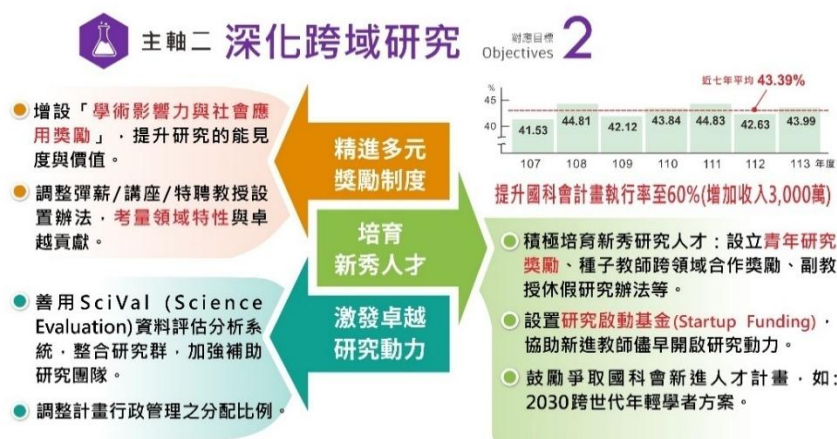 主軸二 深化跨域研究 對應目標 Objectives 2
增設「學術影響力與社會應
用獎勵」，提升研究的能見
度與價值。
調整彈薪/講座/特聘教授設
置辦法，考量領域特性與卓
越貢獻。
善用SciVal (Science
Evaluation)資料評估分析系
統，整合研究群，加強補助
研究團隊。
調整計畫行政管理之分配比例。
精進多元
獎勵制度
培育
新秀人才
激發卓越
研究動力
近七年平均 43.39%
%
45
40
41.53 44.81 42.12 43.84 44.83 42.63 43.99
107 108 109 110 111 112 113 年度
提升國科會計畫執行率至60%(增加收入3,000萬)
積極培育新秀研究人才：設立青年研究
獎勵、種子教師跨領域合作獎勵、副教
授休假研究辦法等。
設置研究啟動基金(Startup Funding)，
協助新進教師儘早開啟研究動力。
鼓勵爭取國科會新進人才計畫，如:
2030跨世代年輕學者方案。